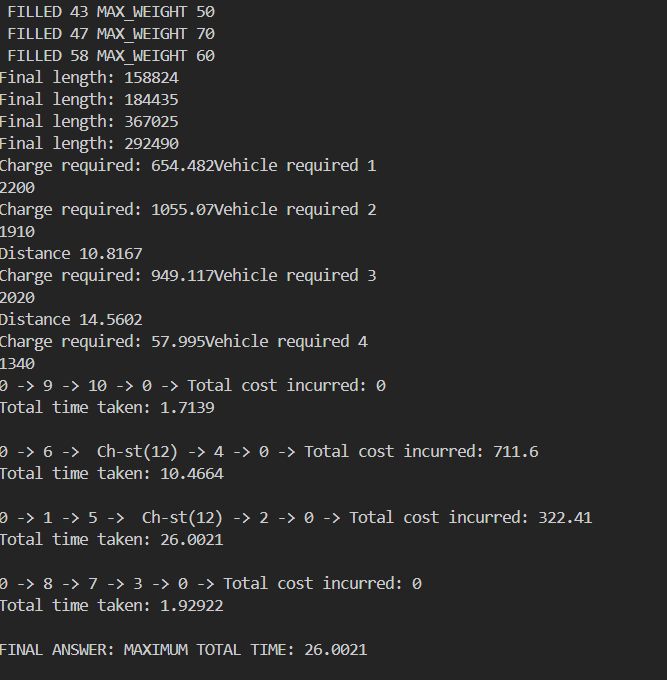 FILLED 43 MAX_WEIGHT 50
FILLED 47 MAX_WEIGHT 70
FILLED 58 MAX_WEIGHT 60
Final length: 158824
Final length: 184435
Final length: 367025
Final length: 292490
Charge required: 654.482Vehicle required 1
2200
Charge required: 1055.07Vehicle required 2
1910
Distance 10.8167
Charge required: 949.117Vehicle required 3
2020
Distance 14.5602
Charge required: 57.995Vehicle required 4
1340
0 -> 9 -> 10 -> 0 -> Total cost incurred: 0
Total time taken: 1.7139
0 -> 6 ->  Ch-st(12) -> 4 -> 0 -> Total cost incurred: 711.6
Total time taken: 10.4664
0 -> 1 -> 5 ->  Ch-st(12) -> 2 -> 0 -> Total cost incurred: 322.41
Total time taken: 26.0021
0 -> 8 -> 7 -> 3 -> 0 -> Total cost incurred: 0
Total time taken: 1.92922
FINAL ANSWER: MAXIMUM TOTAL TIME: 26.0021